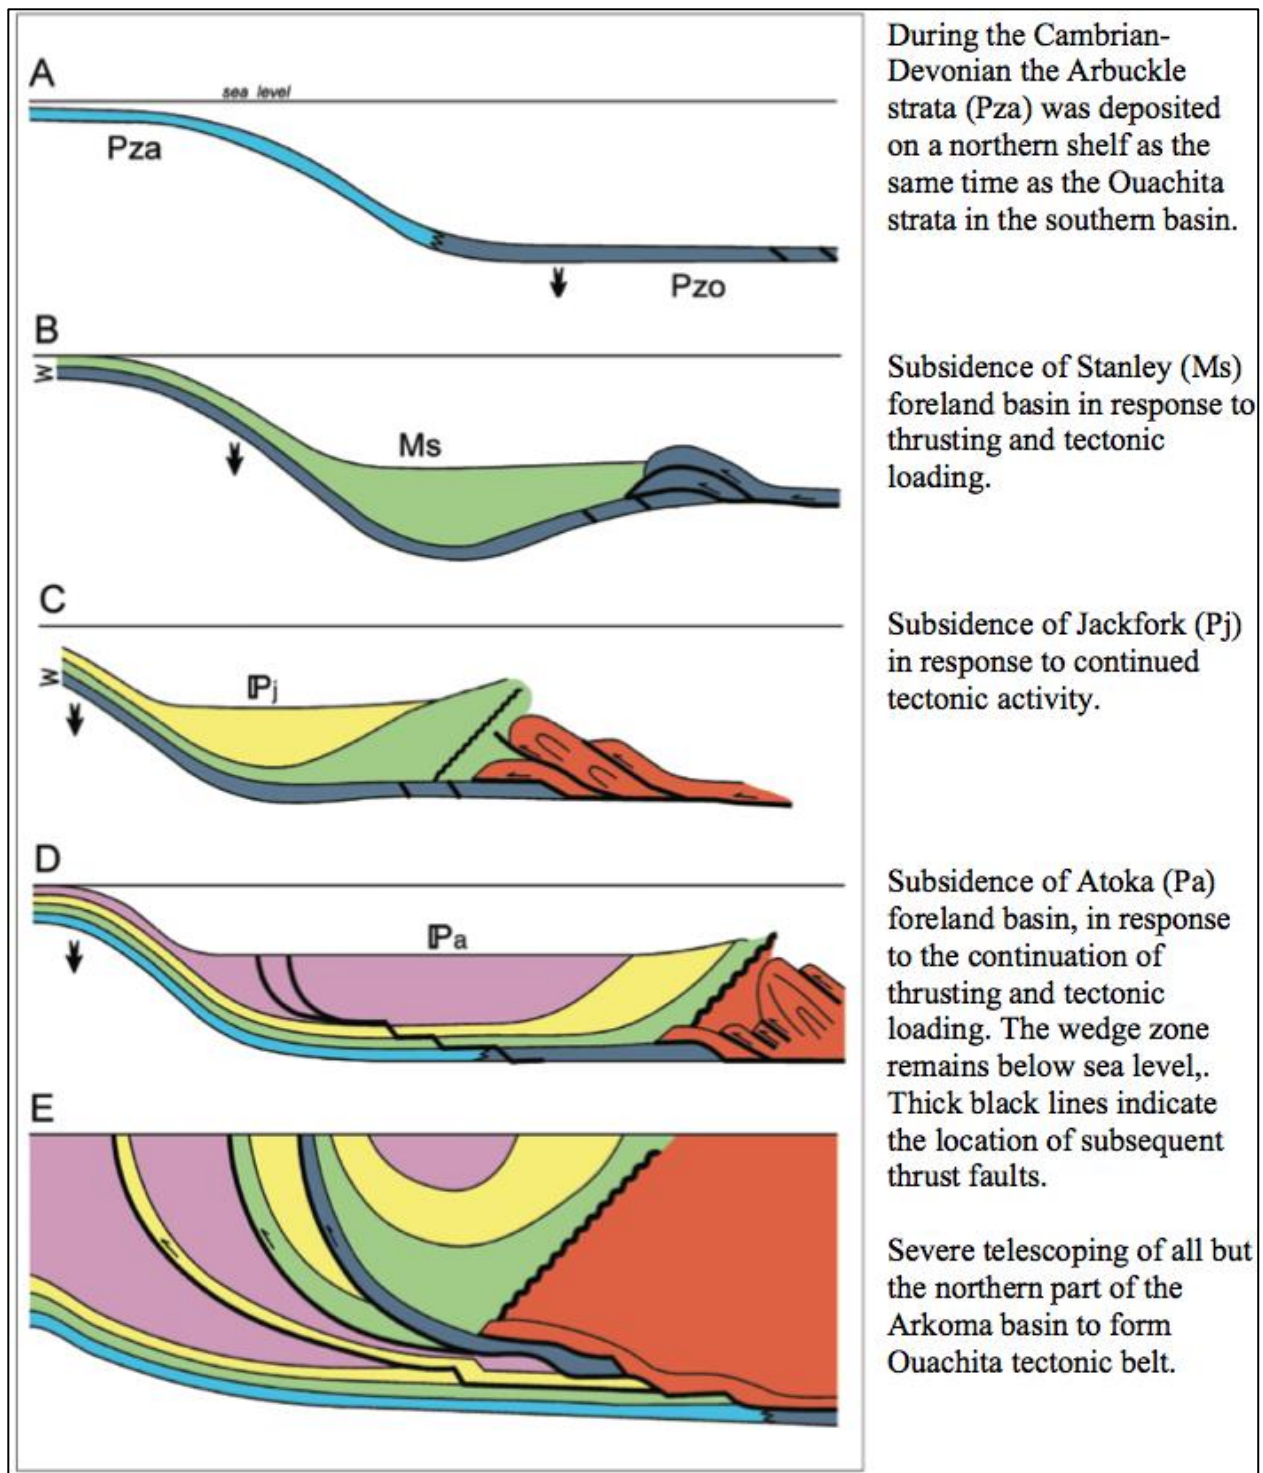 A
sea level
Pza
Pzo
During the Cambrian-
Devonian the Arbuckle
strata (Pza) was deposited
on a northern shelf as the
same time as the Ouachita
strata in the southern basin.
B
W
Ms
Subsidence of Stanley (Ms)
foreland basin in response to
thrusting and tectonic
loading.
C
W
ℙj
Subsidence of Jackfork (Pj)
in response to continued
tectonic activity.
D
ℙa
Subsidence of Atoka (Pa)
foreland basin, in response
to the continuation of
thrusting and tectonic
loading. The wedge zone
remains below sea level,.
Thick black lines indicate
the location of subsequent
thrust faults.
E
Severe telescoping of all but
the northern part of the
Arkoma basin to form
Ouachita tectonic belt.